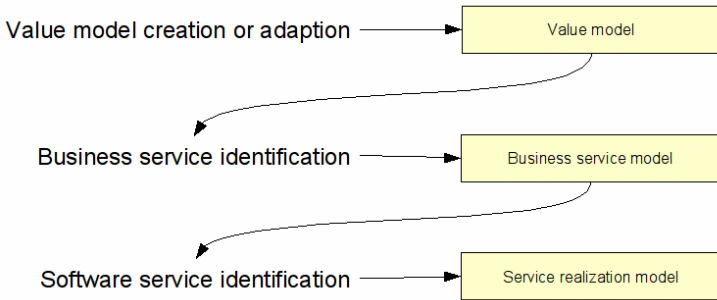 Value model creation or adaption
Value model
Business service identification
Business service model
Software service identification
Service realization model